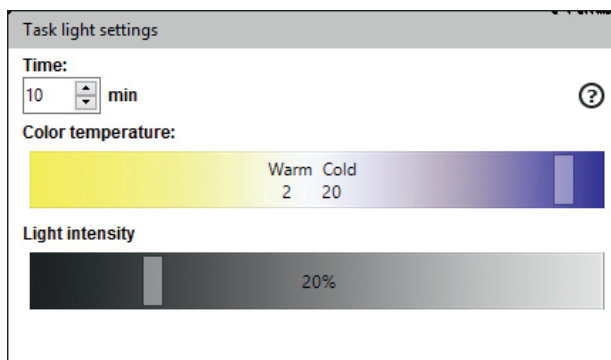 Task light settings
Time:
10 min
?
Color temperature:
Warm Cold
2 20
Light intensity
20%